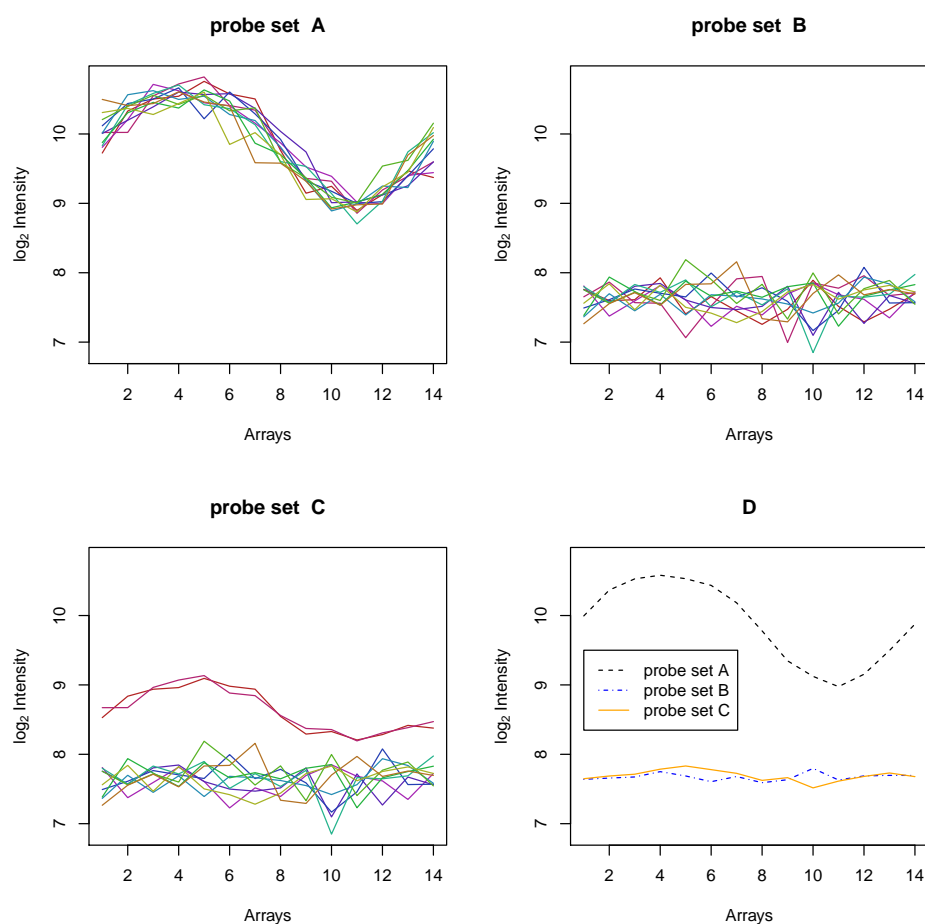 probe set A
log2 Intensity
10
9
8
7
2 4 6 8 10 12 14
Arrays
probe set B
log2 Intensity
10
9
8
7
2 4 6 8 10 12 14
Arrays
probe set C
log2 Intensity
10
9
8
7
2 4 6 8 10 12 14
Arrays
D
log2 Intensity
10
9
8
7
probe set A
probe set B
probe set C
2 4 6 8 10 12 14
Arrays